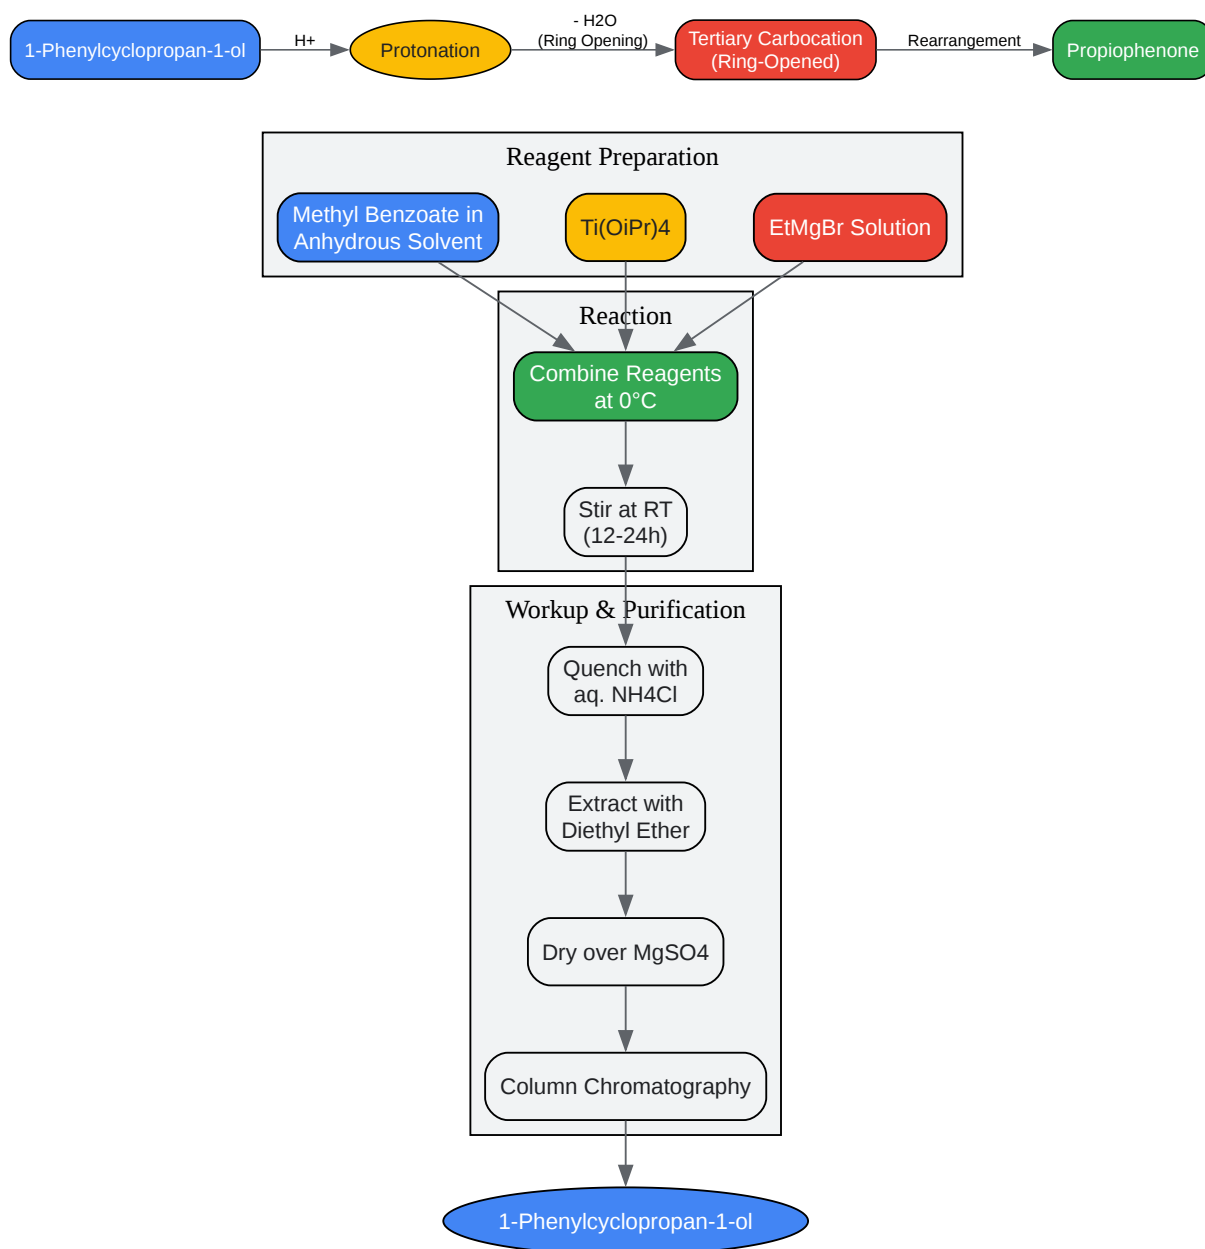 1-Phenylcyclopropan-1-ol
H+
Protonation
- H2O
(Ring Opening)
Tertiary Carbocation
(Ring-Opened)
Rearrangement
Propiophenone
Reagent Preparation
Methyl Benzoate in
Anhydrous Solvent
Ti(OiPr)4
EtMgBr Solution
Reaction
Combine Reagents
at 0°C
Stir at RT
(12-24h)
Workup & Purification
Quench with
aq. NH4Cl
Extract with
Diethyl Ether
Dry over MgSO4
Column Chromatography
1-Phenylcyclopropan-1-ol